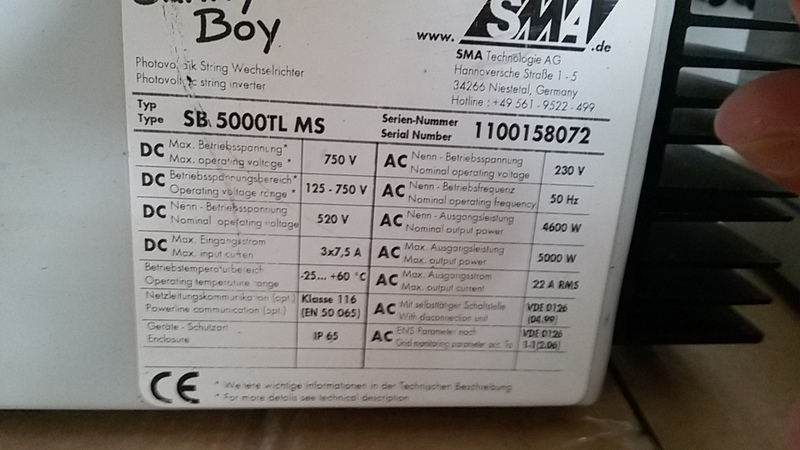 Sunny
Boy
SMA
www. .de
SMA Technologie AG
Hannoversche Straße 1 - 5
34266 Niestetal, Germany
Hotline : +49 561 - 9522 - 499
Photovoltaik String Wechselrichter
Photovoltaic string inverter
Typ
Type SB 5000TL MS
Serien-Nummer
Serial Number 1100158072
DC Max. Betriebsspannung*
Max. operating voltage * 750 V
AC Nenn - Betriebsspannung
Nominal operating voltage 230 V
DC Betriebsspannungsbereich*
Operating voltage range * 125 - 750 V
AC Nenn - Betriebsfrequenz
Nominal operating frequency 50 Hz
DC Nenn - Betriebsspannung
Nominal operating voltage 520 V
AC Nenn - Ausgangsleistung
Nominal output power 4600 W
DC Max. Eingangsstrom
Max. input current 3x7,5 A
AC Max. Ausgangsleistung
Max. output power 5000 W
Betriebstemperaturbereich
Operating temperature range -25... +60 °C
AC Max. Ausgangsstrom
Max. output current 22 A RMS
Netzleitungskommunikation (opt.) Klasse 116
Powerline communication (opt.) (EN 50 065)
AC Mit selbsttätiger Schaltstelle VDE 0126
With disconnection unit (04.99)
Geräte - Schutzart
Enclosure IP 65
AC ENS Parameter nach VDE 0126
Grid monitoring parameter acc. To 1-1(2.06)
CE
* Weitere wichtige Informationen in der Technischen Beschreibung
* For more details see technical description